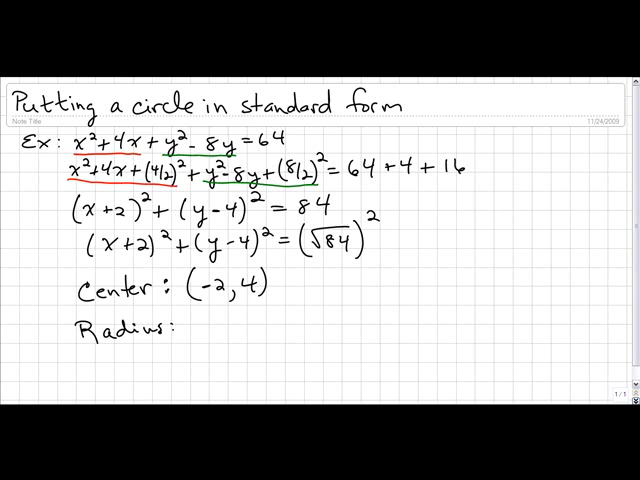 Putting a circle in standard form
Note Title
11/24/2009
Ex: x²+4x+y²-8y=64
x²+4x+(4/2)²+y²-8y+(8/2)²=64+4+16
(x+2)²+(y-4)²=84
(x+2)²+(y-4)²=(√84)²
Center: (-2,4)
Radius:
1/1